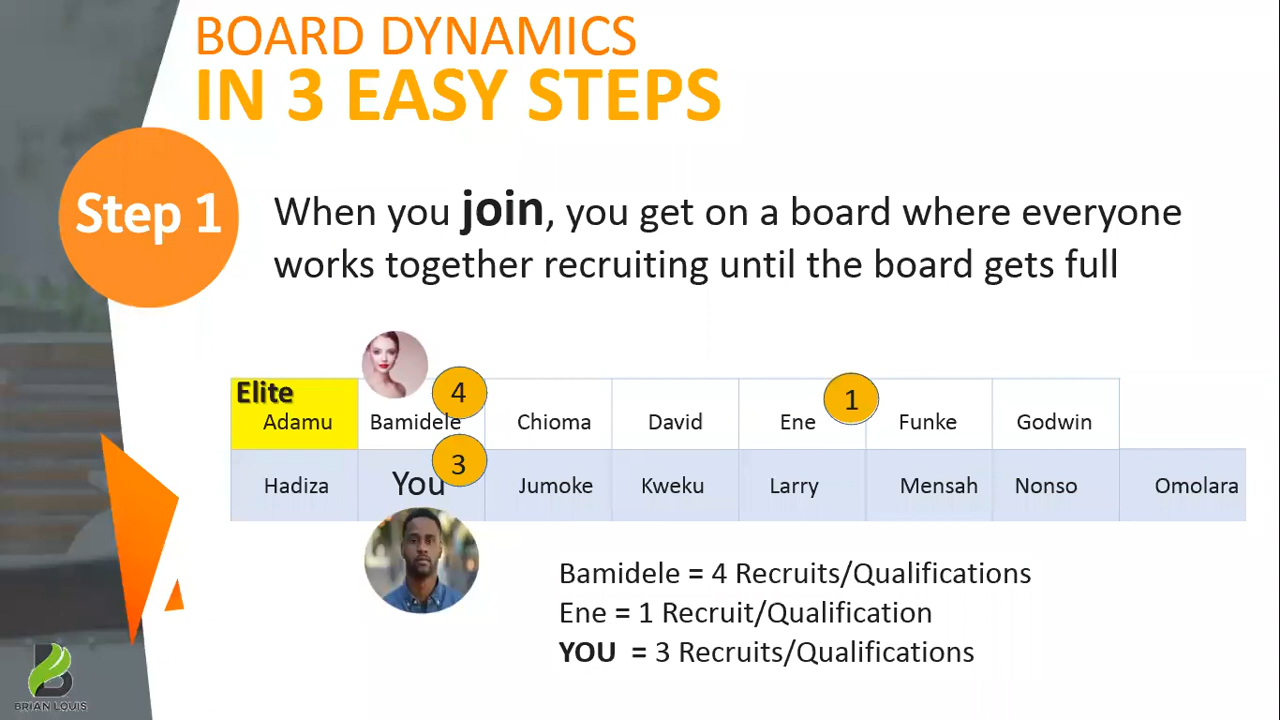 BOARD DYNAMICS
IN 3 EASY STEPS
Step 1
When you join, you get on a board where everyone
works together recruiting until the board gets full
Elite
4
1
Adamu Bamidele Chioma David Ene Funke Godwin
3
Hadiza You Jumoke Kweku Larry Mensah Nonso Omolara
Bamidele = 4 Recruits/Qualifications
Ene = 1 Recruit/Qualification
YOU = 3 Recruits/Qualifications
BRIAN LOUIS